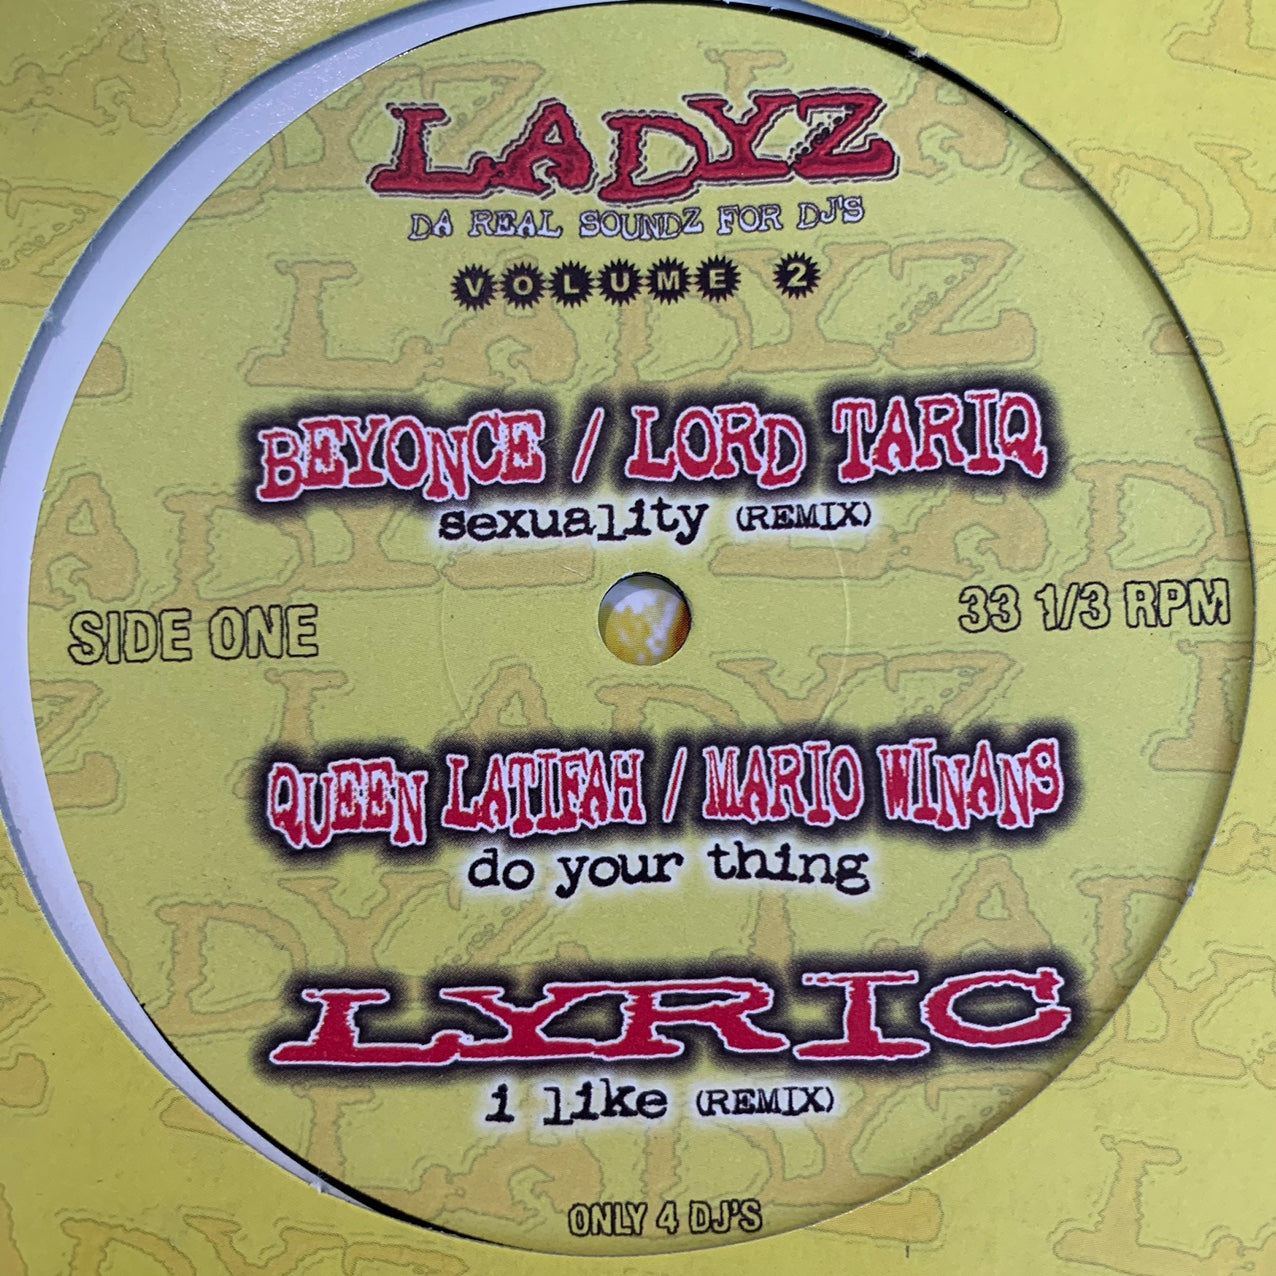 LADYZ
DA REAL SOUNDZ FOR DJ'S
VOLUME 2
BEYONCE / LORD TARIQ
sexuality (REMIX)
SIDE ONE
33 1/3 RPM
QUEEN LATIFAH / MARIO WINANS
do your thing
LYRIC
i like (REMIX)
ONLY 4 DJ'S